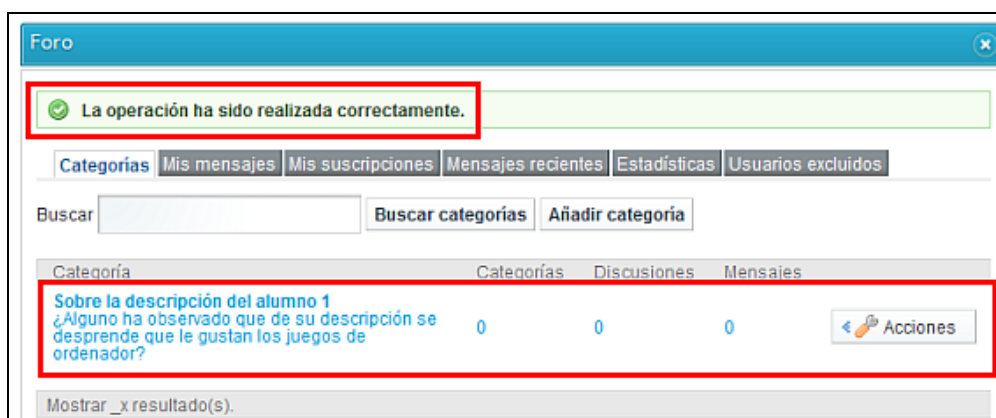 Foro
La operación ha sido realizada correctamente.
Categorías Mis mensajes Mis suscripciones Mensajes recientes Estadísticas Usuarios excluidos
Buscar Buscar categorías Añadir categoría
Categoría Categorías Discusiones Mensajes
Sobre la descripción del alumno 1
¿Alguno ha observado que de su descripción se
desprende que le gustan los juegos de
ordenador?
0 0 0 Acciones
Mostrar _x resultado(s).